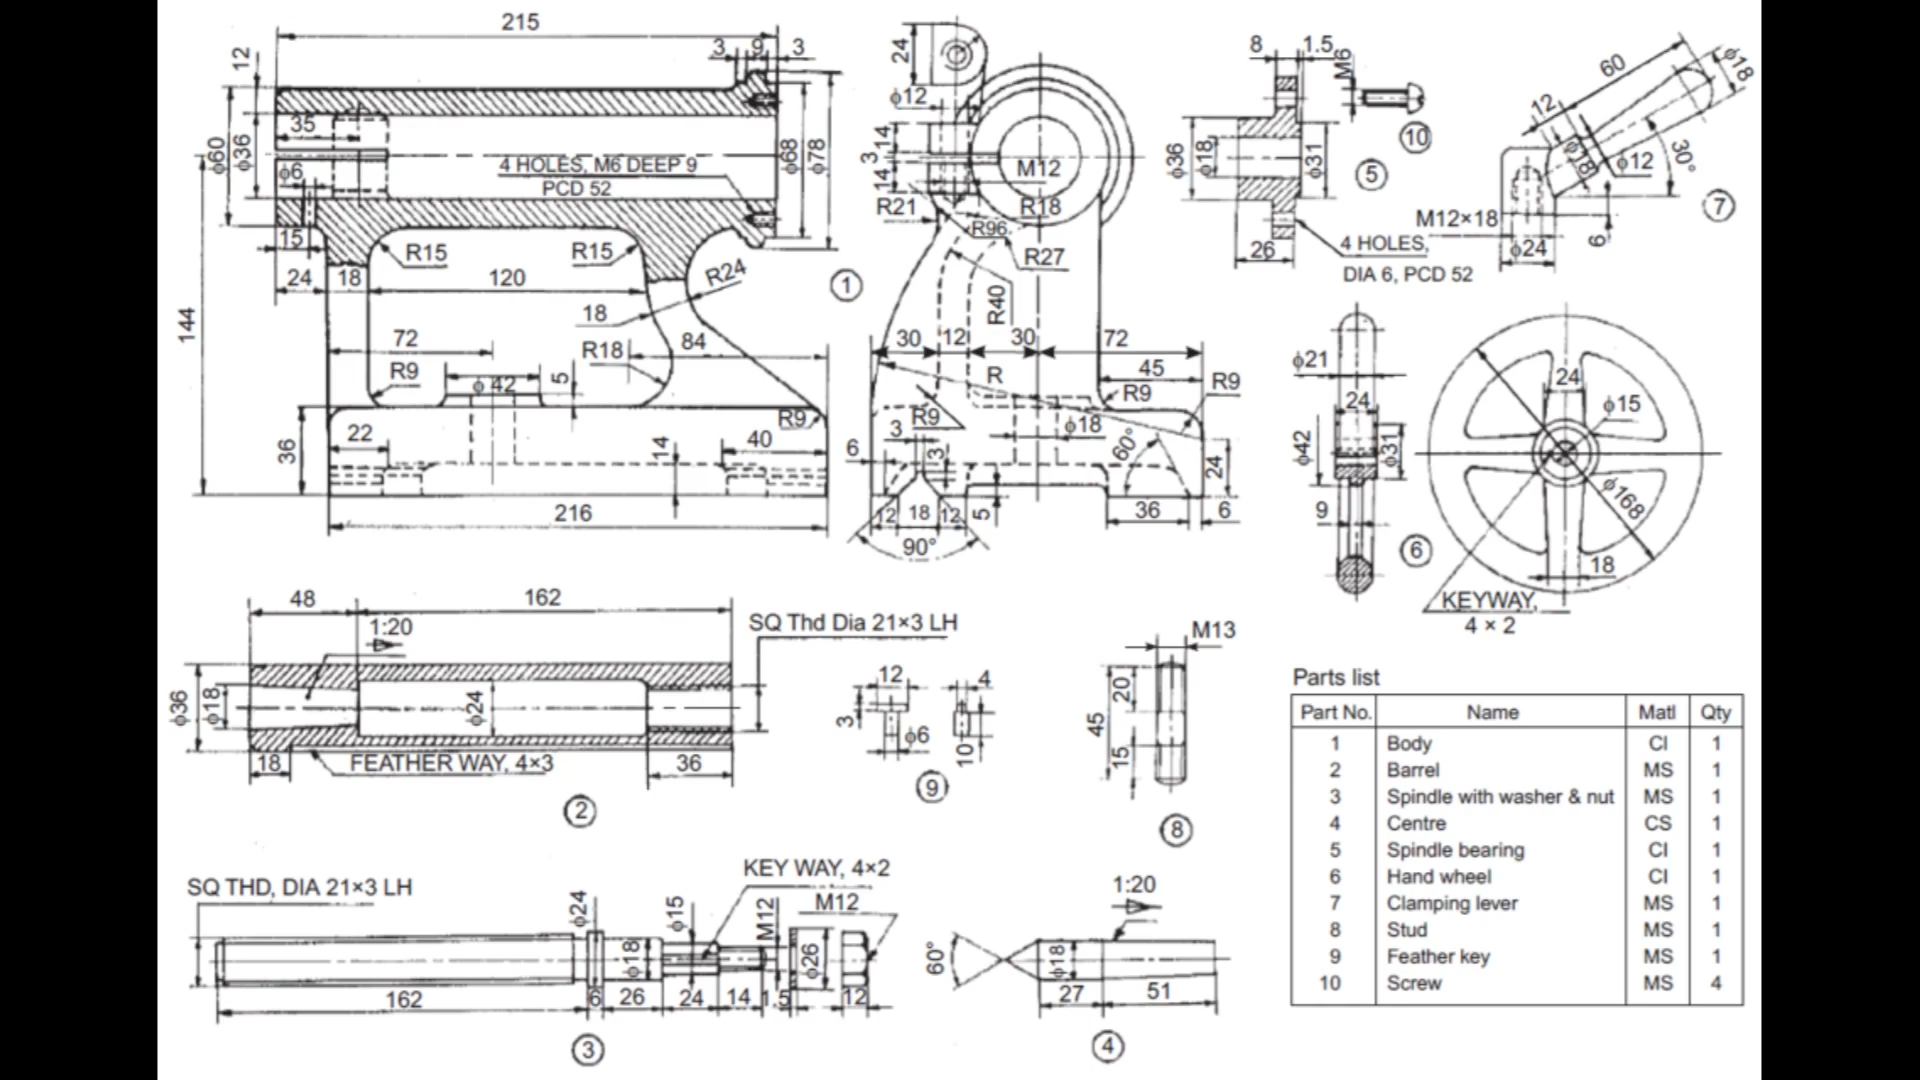 215
12
3 9 3
35
ϕ60
ϕ36
ϕ6
4 HOLES, M6 DEEP 9
PCD 52
ϕ68
ϕ78
15
R15
R15
24 18 120
R24
18
144
72
R18
84
R9
ϕ 42
5
R9
36
22
14
40
216
1
24
ϕ12
14
3
14
M12
R21
R18
R96
R27
R40
30 12 30 72
R
45
R9
R9
R9
3
ϕ18
60°
6
3
24
12 18 12
5
36
6
90°
8 1.5
M6
10
ϕ36
ϕ18
ϕ31
5
26
4 HOLES,
DIA 6, PCD 52
60
ϕ18
12
ϕ18
ϕ12
30°
7
M12×18
ϕ24
6
ϕ21
24
ϕ42
ϕ31
9
6
24
ϕ15
ϕ168
18
KEYWAY,
4 × 2
48 162
1:20
SQ Thd Dia 21×3 LH
ϕ36
ϕ18
ϕ24
18
FEATHER WAY, 4×3
36
2
12
4
3
ϕ6
10
9
M13
20
45
15
8
SQ THD, DIA 21×3 LH
ϕ24
ϕ18
ϕ15
KEY WAY, 4×2
M12
M12
ϕ26
162 6 26 24 14 1.5 12
3
1:20
60°
ϕ18
27 51
4
Parts list
Part No. Name Matl Qty
1 Body CI 1
2 Barrel MS 1
3 Spindle with washer & nut MS 1
4 Centre CS 1
5 Spindle bearing CI 1
6 Hand wheel CI 1
7 Clamping lever MS 1
8 Stud MS 1
9 Feather key MS 1
10 Screw MS 4